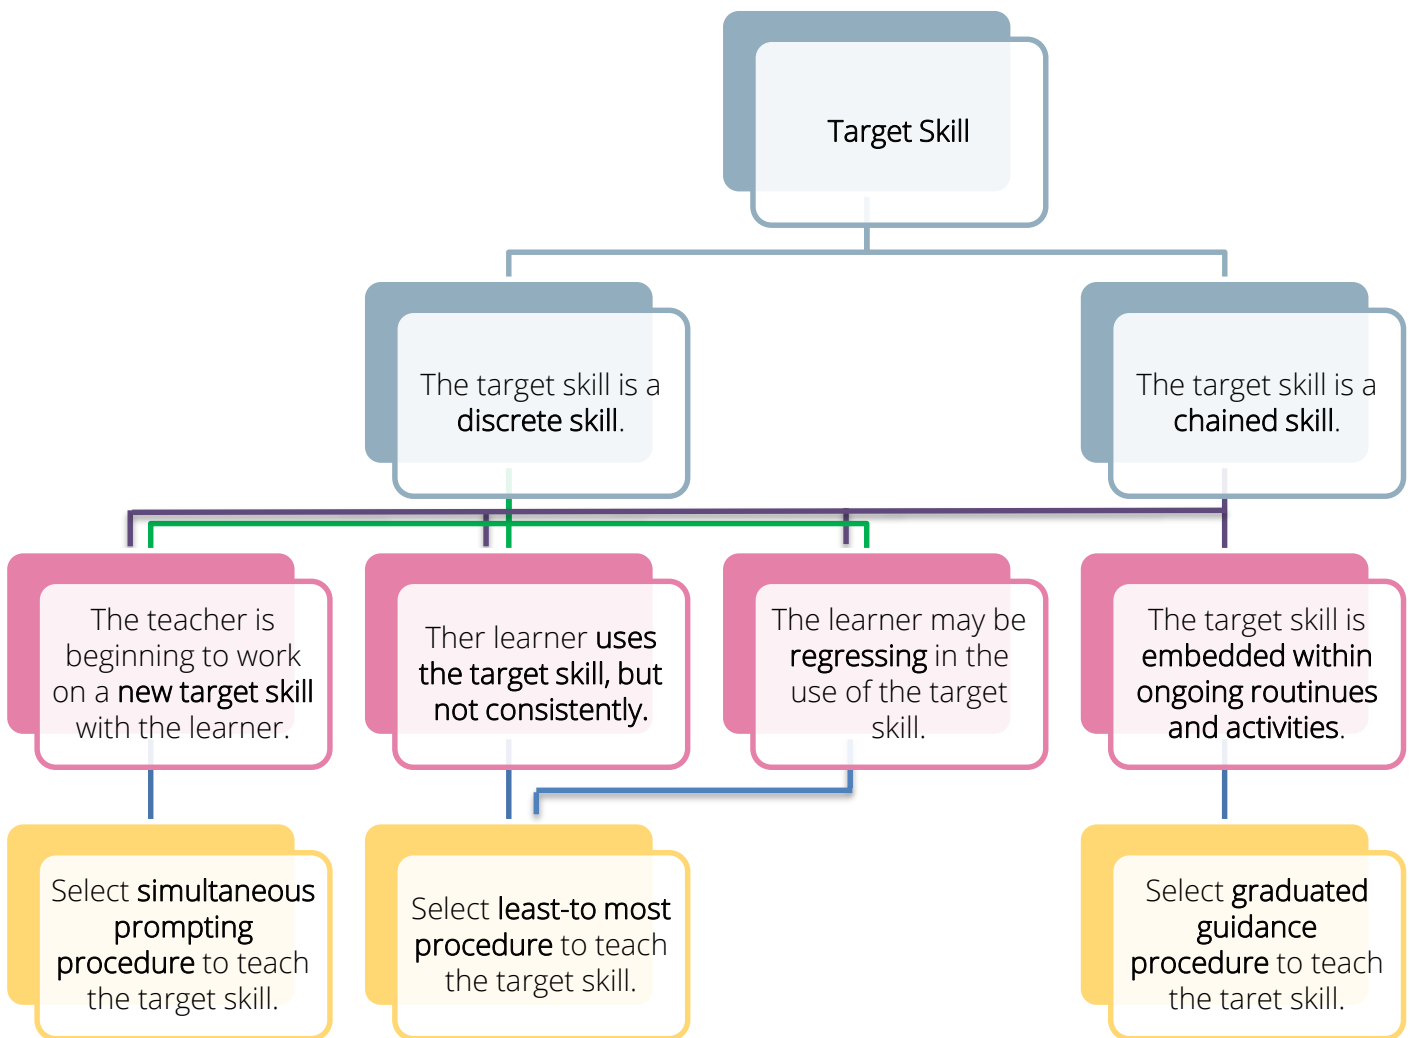 Target Skill
The target skill is a
discrete skill.
The target skill is a
chained skill.
The teacher is
beginning to work
on a new target skill
with the learner.
Ther learner uses
the target skill, but
not consistently.
The learner may be
regressing in the
use of the target
skill.
The target skill is
embedded within
ongoing routinues
and activities.
Select simultaneous
prompting
procedure to teach
the target skill.
Select least-to most
procedure to teach
the target skill.
Select graduated
guidance
procedure to teach
the taret skill.